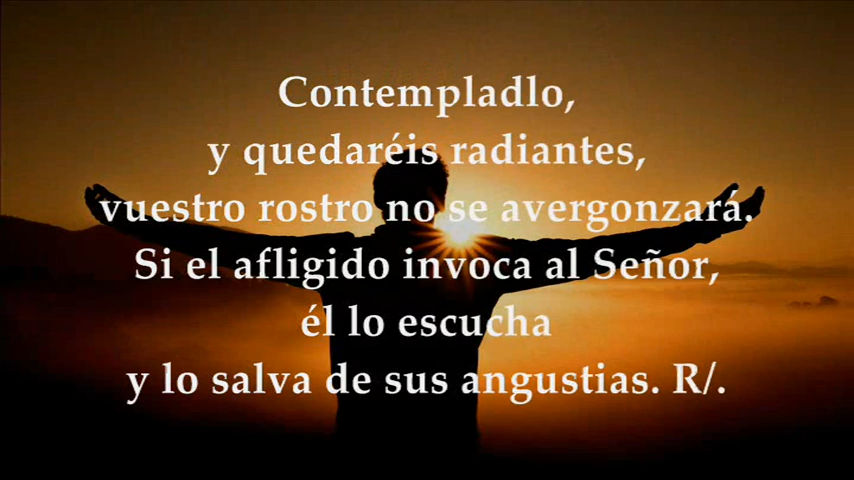 Contempladlo,
y quedaréis radiantes,
vuestro rostro no se avergonzará.
Si el afligido invoca al Señor,
él lo escucha
y lo salva de sus angustias. R/.